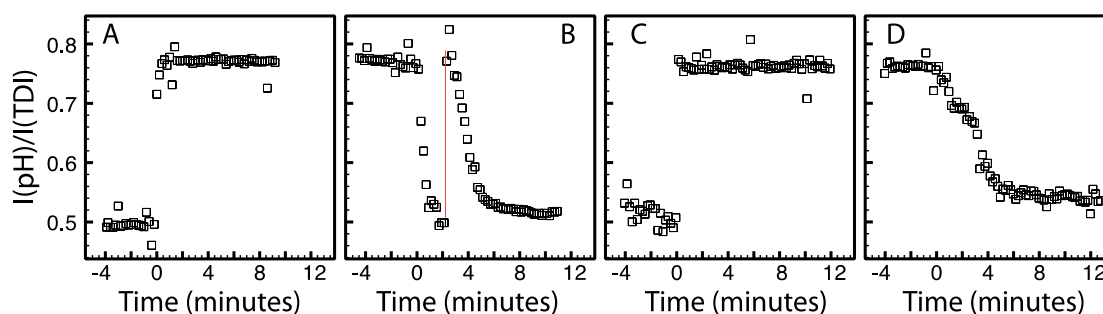 A B C D
I(pH)/I(TDI)
0.8
0.7
0.6
0.5
-4 0 4 8 12 -4 0 4 8 12 -4 0 4 8 12 -4 0 4 8 12
Time (minutes) Time (minutes) Time (minutes) Time (minutes)